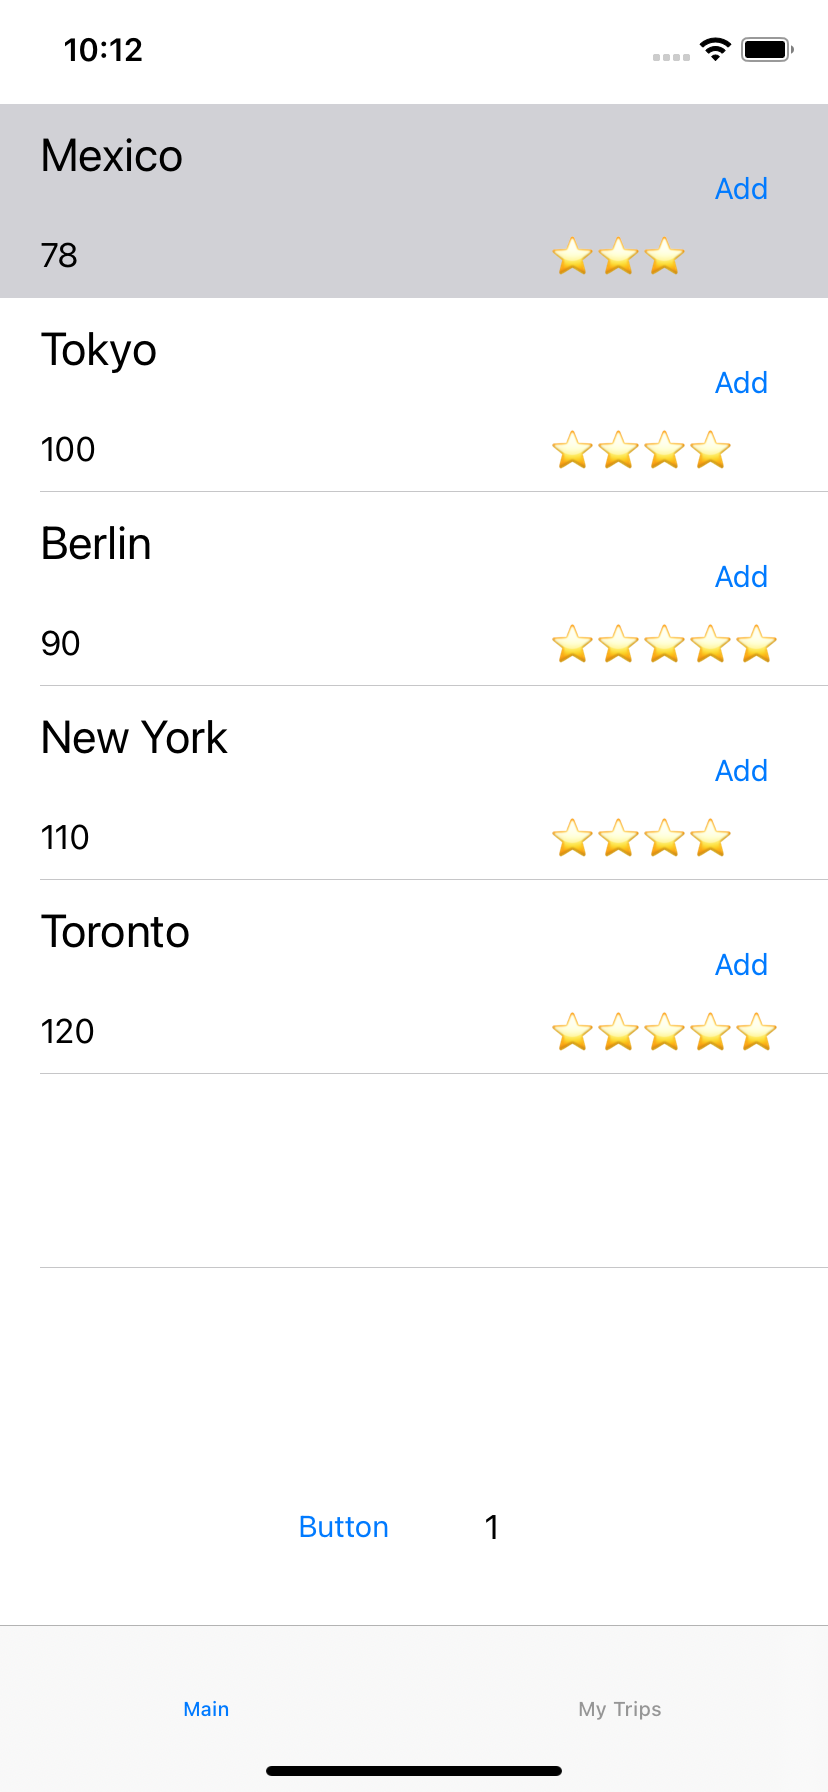 10:12
Mexico
Add
78 ⭐⭐⭐
Tokyo
Add
100 ⭐⭐⭐⭐
Berlin
Add
90 ⭐⭐⭐⭐⭐
New York
Add
110 ⭐⭐⭐⭐
Toronto
Add
120 ⭐⭐⭐⭐⭐
Button 1
Main My Trips